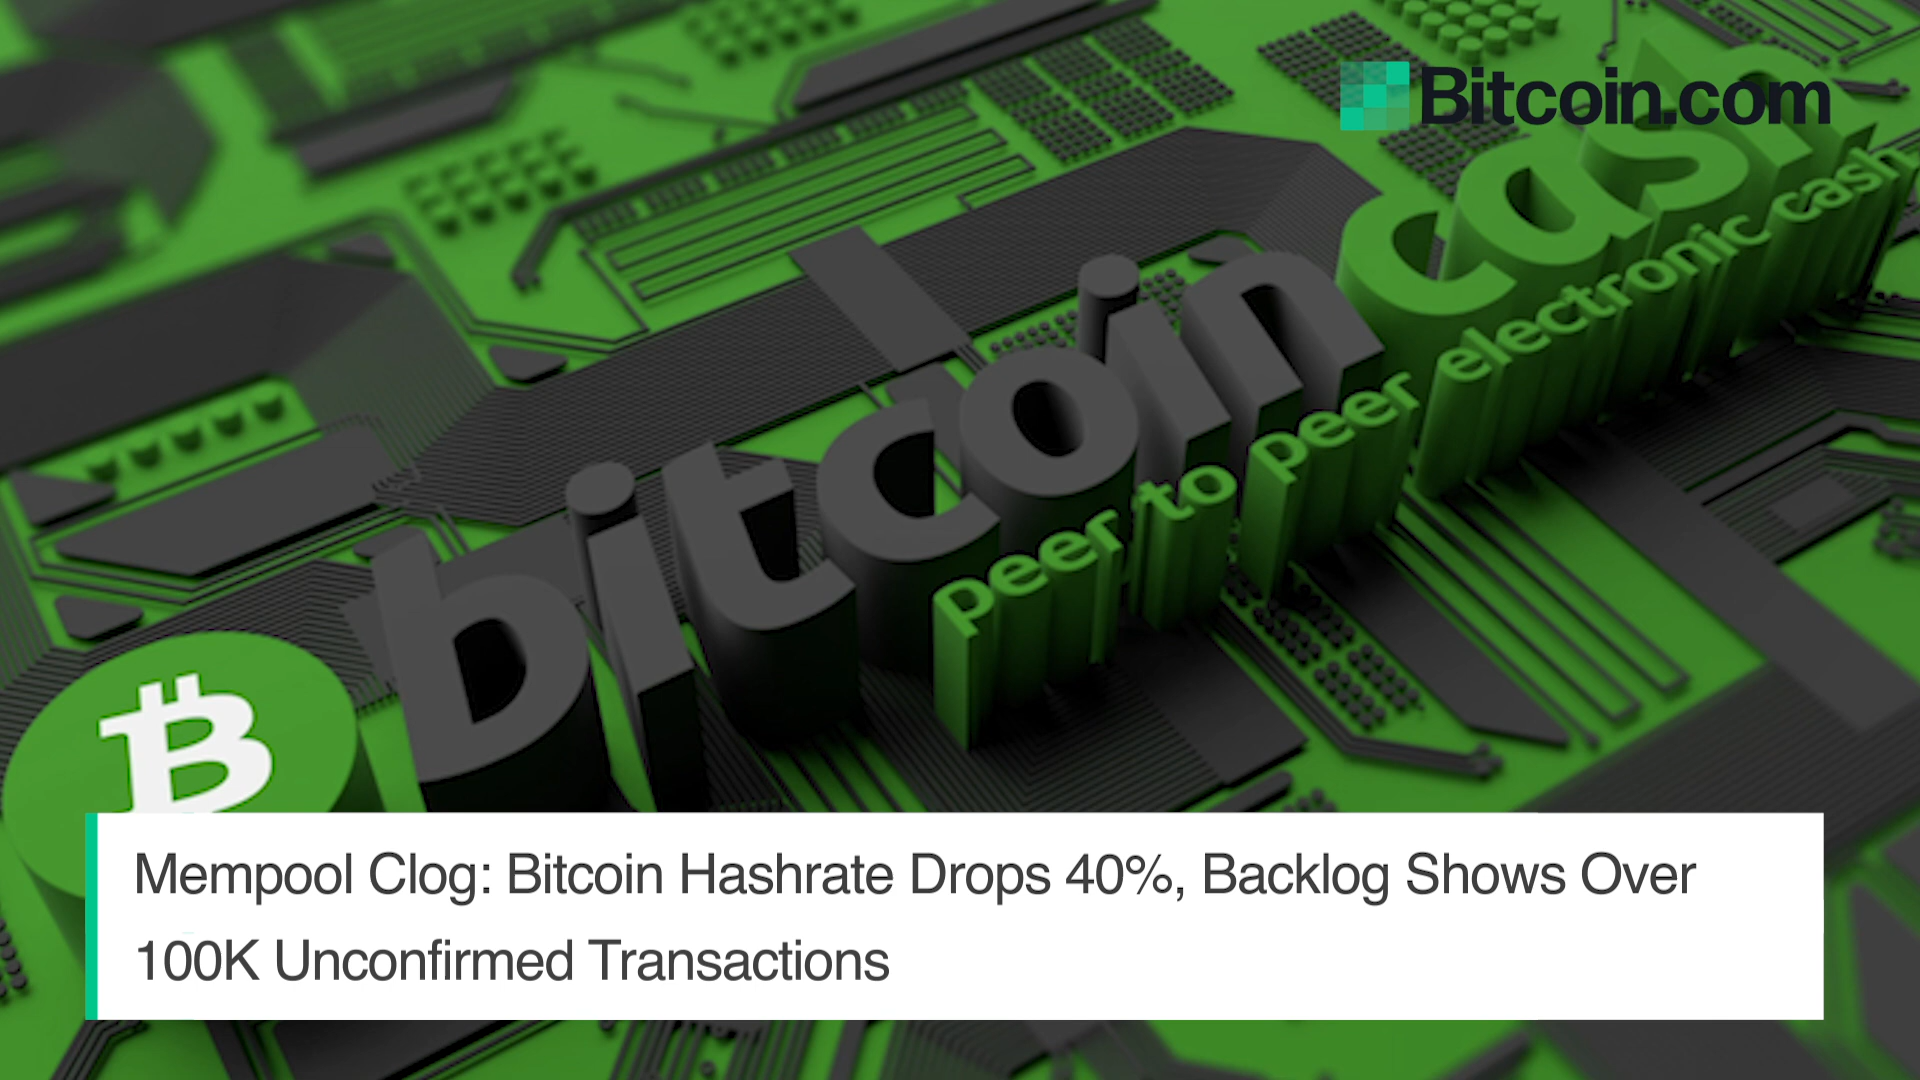 Bitcoin.com
bitcoin cash
peer to peer electronic cash
Mempool Clog: Bitcoin Hashrate Drops 40%, Backlog Shows Over
100K Unconfirmed Transactions